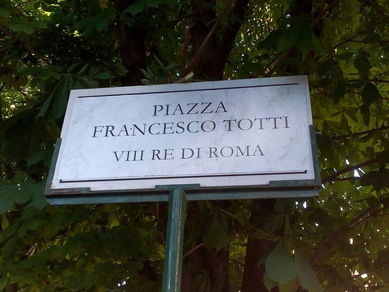 PIAZZA
FRANCESCO TOTTI
VIII RE DI ROMA